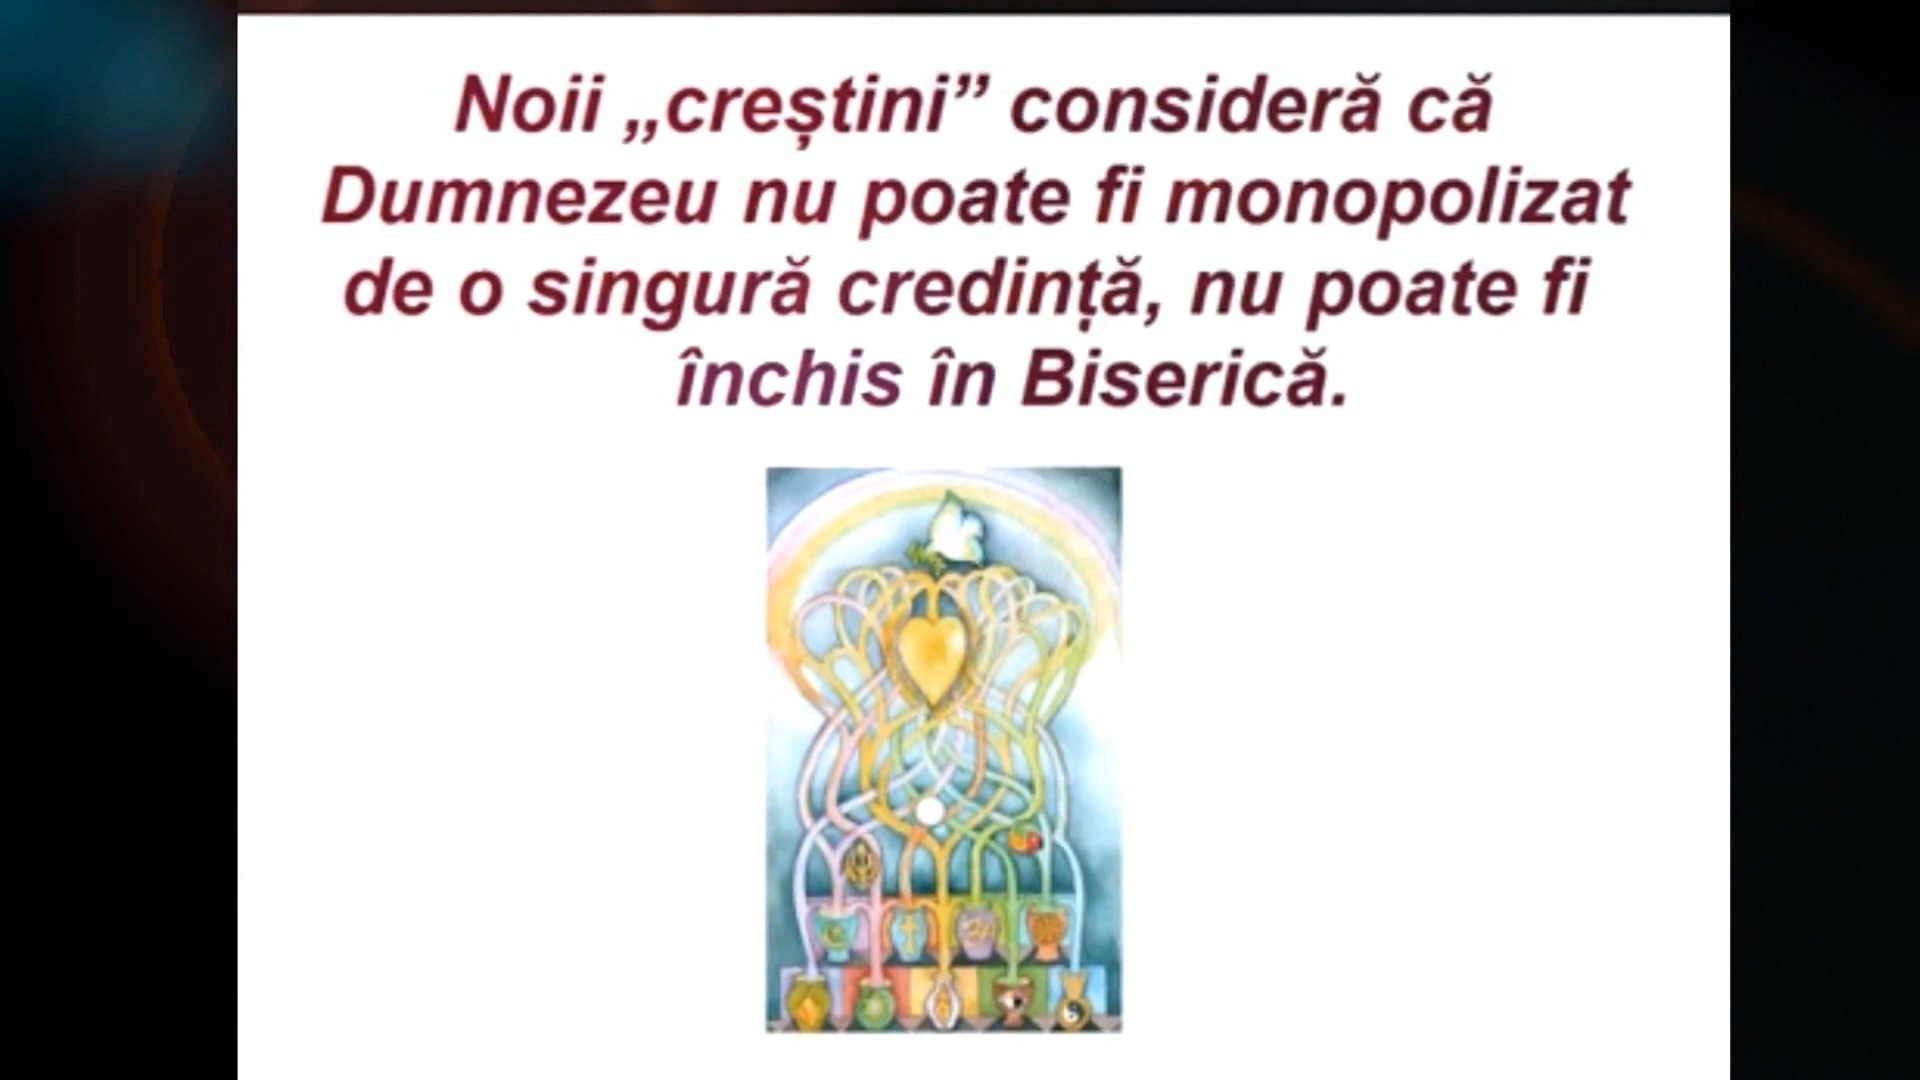 Noii „creștini” consideră că
Dumnezeu nu poate fi monopolizat
de o singură credință, nu poate fi
închis în Biserică.